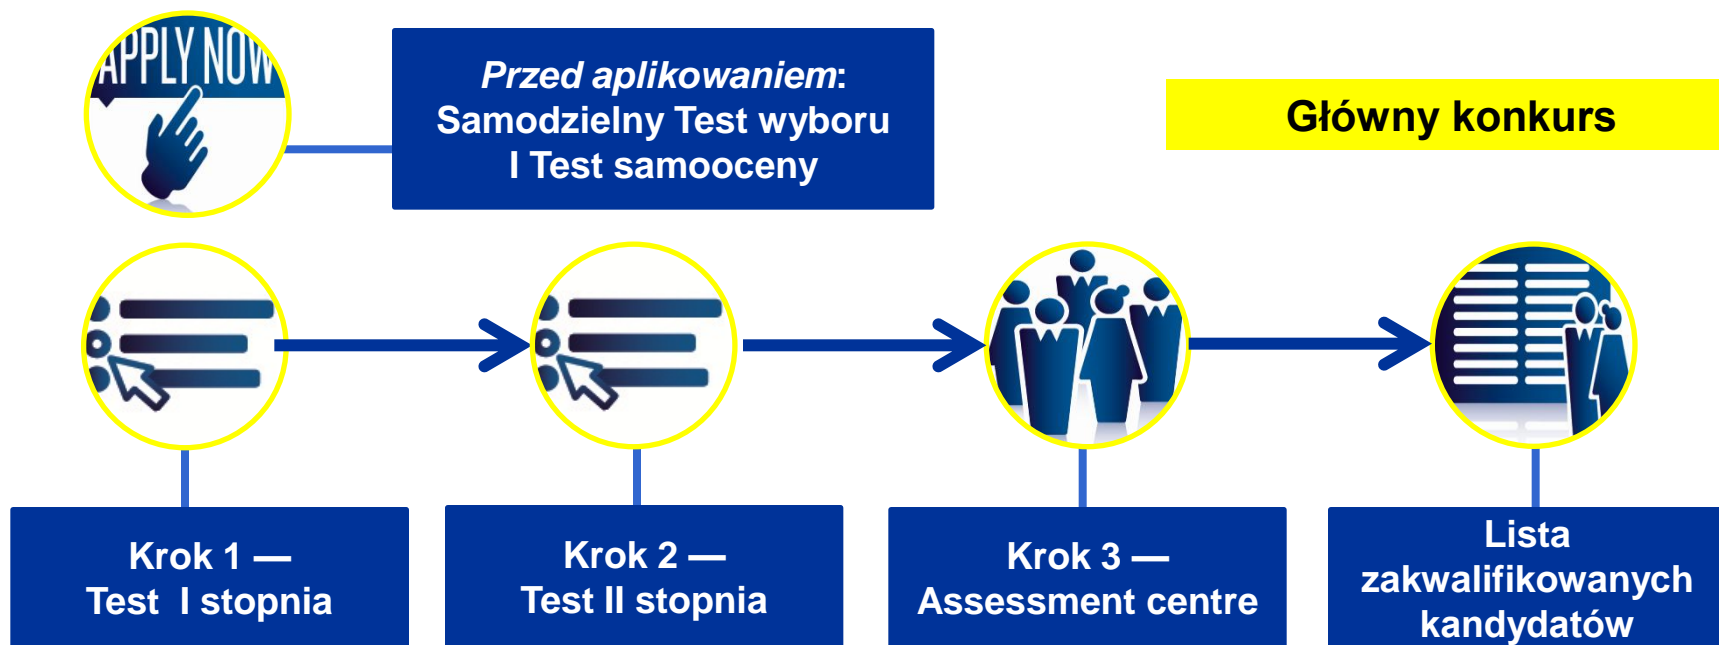 APPLY NOW
Przed aplikowaniem:
Samodzielny Test wyboru
I Test samooceny
Główny konkurs
Krok 1 —
Test I stopnia
Krok 2 —
Test II stopnia
Krok 3 —
Assessment centre
Lista
zakwalifikowanych
kandydatów